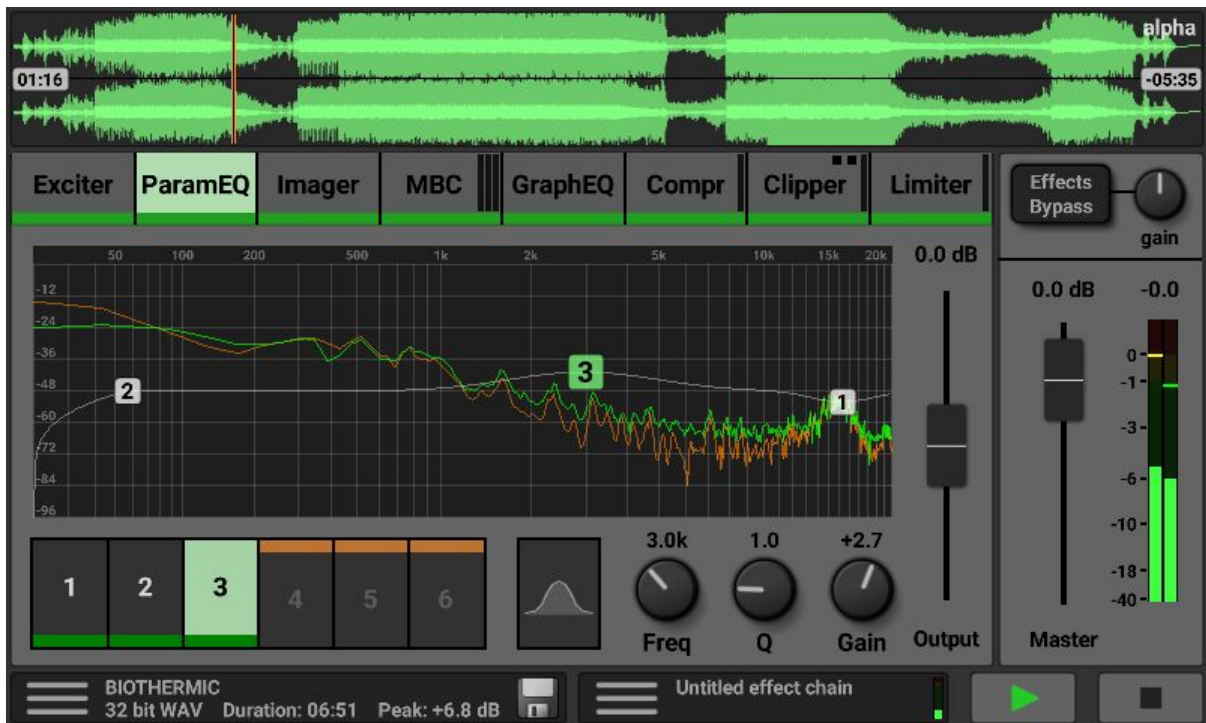 alpha
01:16
-05:35
Exciter ParamEQ Imager MBC GraphEQ Compr Clipper Limiter
Effects
Bypass
gain
50 100 200 500 1k 2k 5k 10k 15k 20k
0.0 dB
0.0 dB -0.0
-12
-24
-36
-48
-60
-72
-84
-96
2
3
1
0
-1
-3
-6
-10
-18
-40
1 2 3 4 5 6
3.0k 1.0 +2.7
Freq Q Gain
Output
Master
BIOTHERMIC
32 bit WAV Duration: 06:51 Peak: +6.8 dB
Untitled effect chain